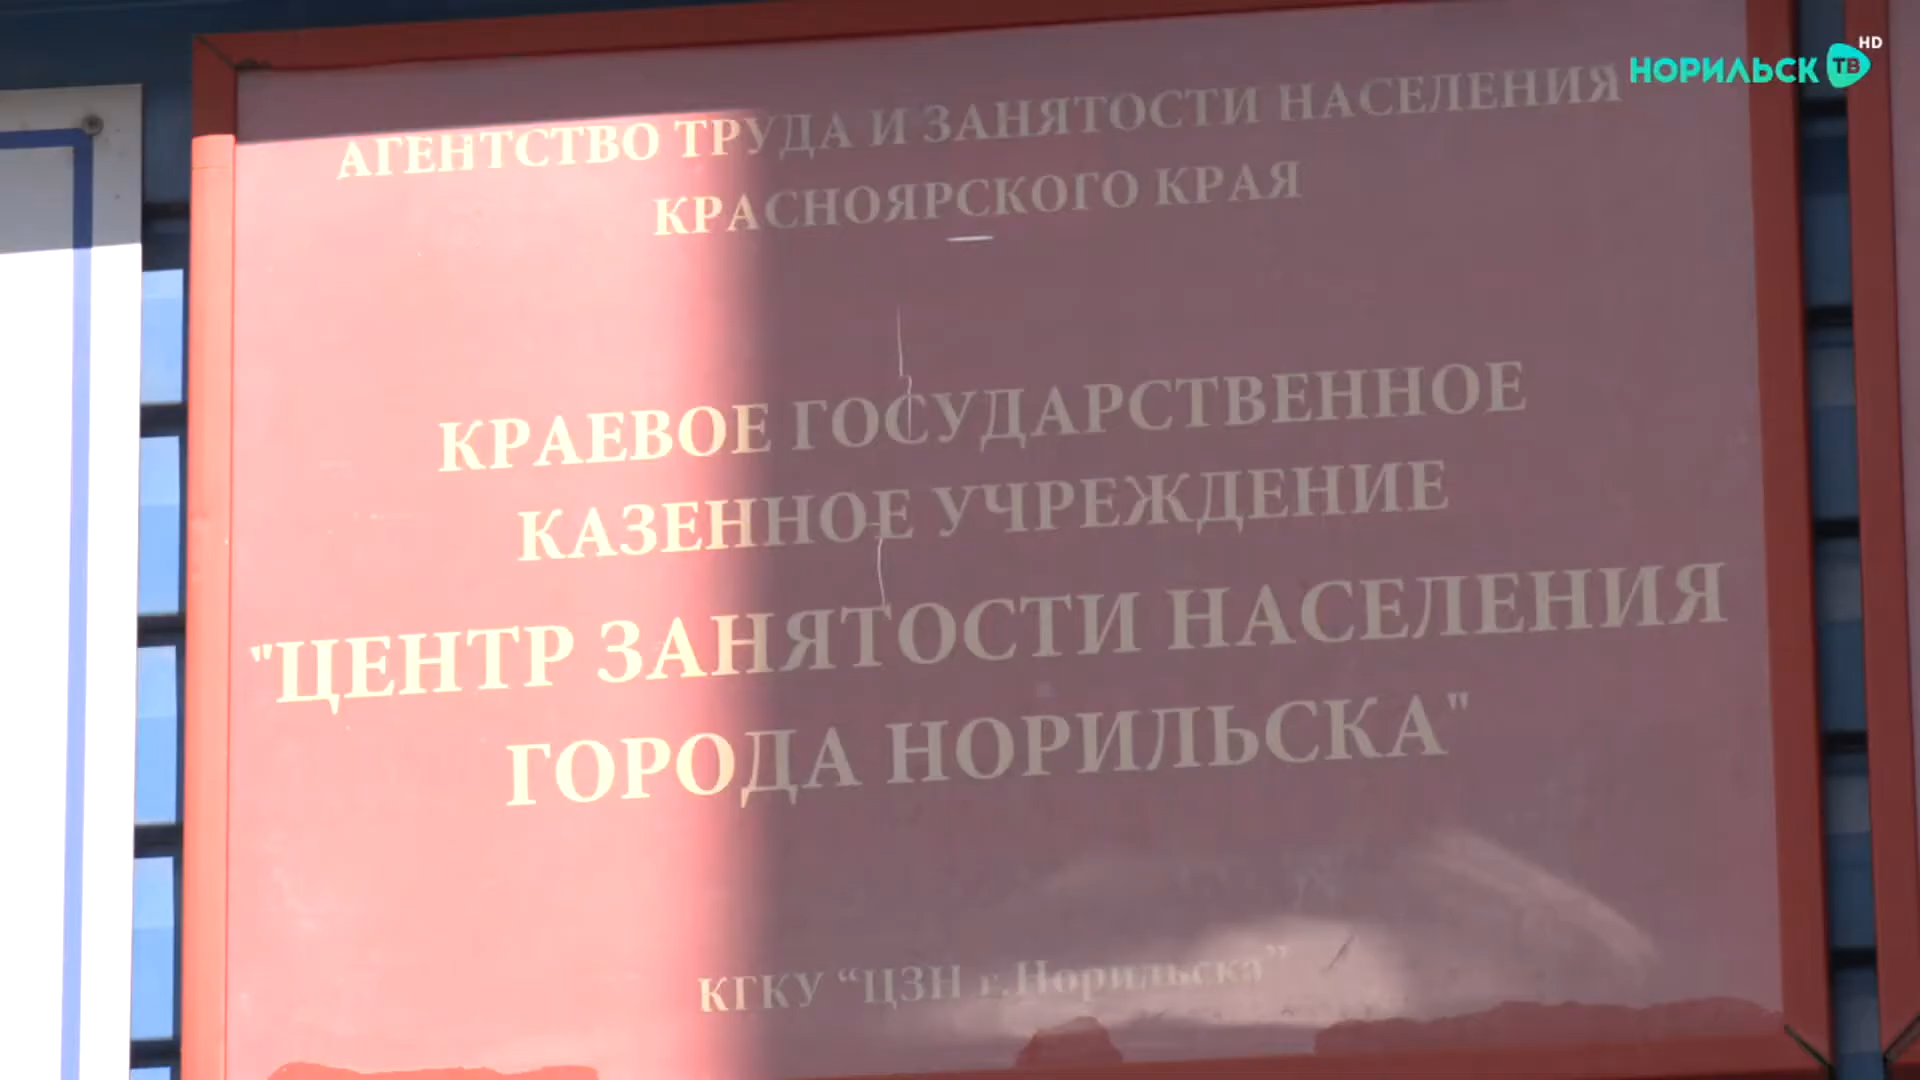 НОРИЛЬСК ТВ HD
АГЕНТСТВО ТРУДА И ЗАНЯТОСТИ НАСЕЛЕНИЯ
КРАСНОЯРСКОГО КРАЯ
КРАЕВОЕ ГОСУДАРСТВЕННОЕ
КАЗЕННОЕ УЧРЕЖДЕНИЕ
"ЦЕНТР ЗАНЯТОСТИ НАСЕЛЕНИЯ
ГОРОДА НОРИЛЬСКА"
КГКУ “ЦЗН г.Норильска”